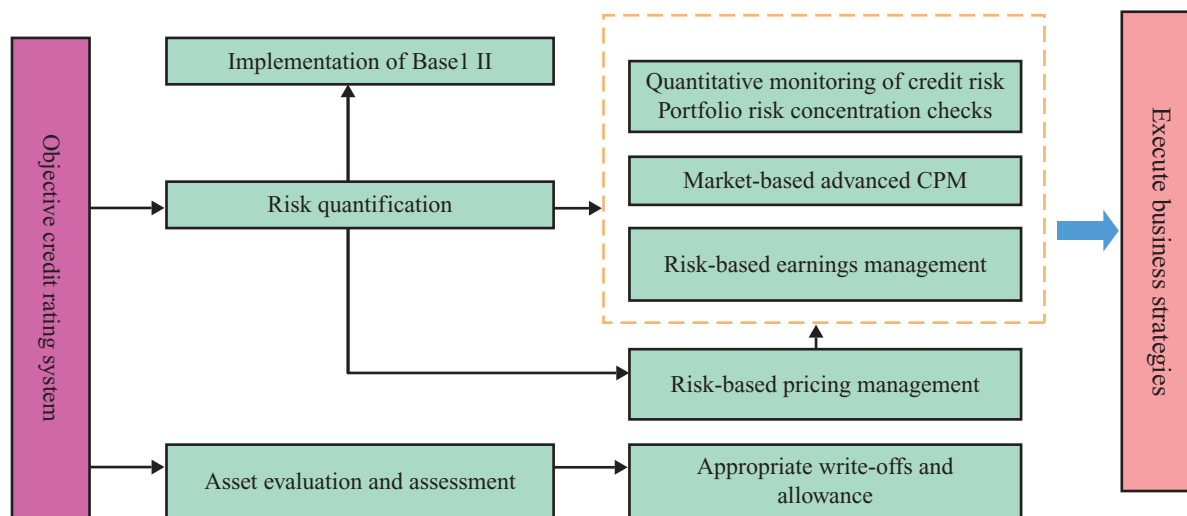 Objective credit rating system
Implementation of Base1 II
Risk quantification
Asset evaluation and assessment
Quantitative monitoring of credit risk
Portfolio risk concentration checks
Market-based advanced CPM
Risk-based earnings management
Risk-based pricing management
Appropriate write-offs and
allowance
Execute business strategies